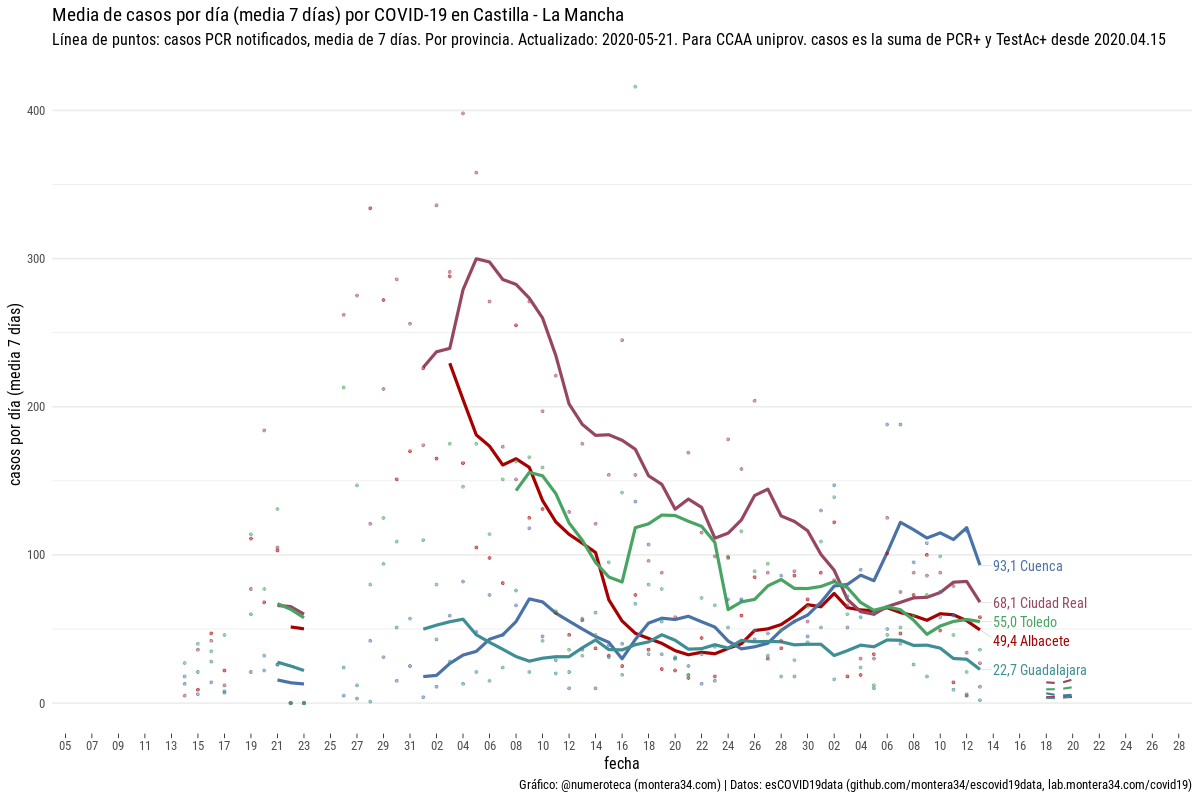 Media de casos por día (media 7 días) por COVID-19 en Castilla - La Mancha
Línea de puntos: casos PCR notificados, media de 7 días. Por provincia. Actualizado: 2020-05-21. Para CCAA uniprov. casos es la suma de PCR+ y TestAc+ desde 2020.04.15
casos por día (media 7 días)
400
300
200
100
0
93,1 Cuenca
68,1 Ciudad Real
55,0 Toledo
49,4 Albacete
22,7 Guadalajara
05 07 09 11 13 15 17 19 21 23 25 27 29 31 02 04 06 08 10 12 14 16 18 20 22 24 26 28 30 02 04 06 08 10 12 14 16 18 20 22 24 26 28
fecha
Gráfico: @numeroteca (montera34.com) | Datos: esCOVID19data (github.com/montera34/escovid19data, lab.montera34.com/covid19)